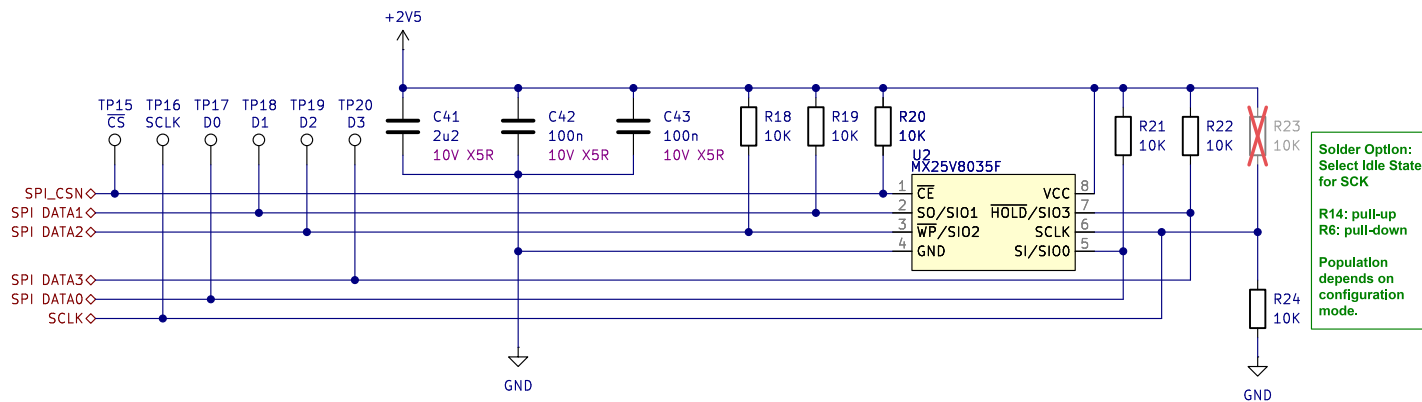 +2V5
TP15 TP16 TP17 TP18 TP19 TP20
CS SCLK D0 D1 D2 D3
C41
2u2
10V X5R
C42
100n
10V X5R
C43
100n
10V X5R
R18
10K
R19
10K
R20
10K
U2
MX25V8035F
R21
10K
R22
10K
R23
10K
SPI_CSN
SPI DATA1
SPI DATA2
SPI DATA3
SPI DATA0
SCLK
1 CE VCC 8
2 SO/SIO1 HOLD/SIO3 7
3 WP/SIO2 SCLK 6
4 GND SI/SIO0 5
R24
10K
GND
GND
Solder Option:
Select Idle State
for SCK
R14: pull-up
R6: pull-down
Population
depends on
configuration
mode.